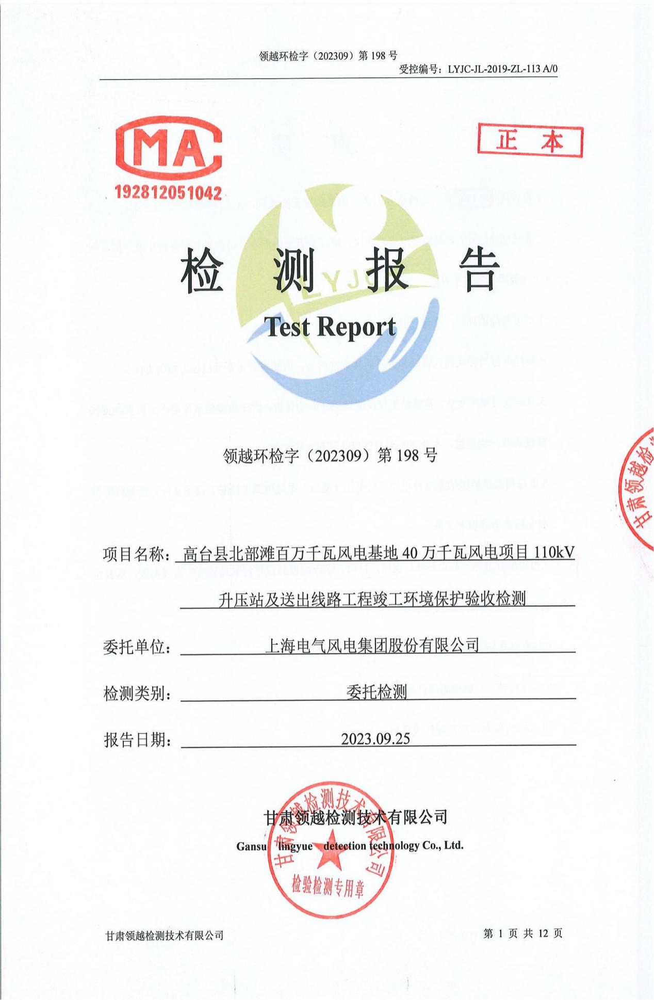 领越环检字（202309）第 198 号
受控编号：LYJC-JL-2019-ZL-113 A/0
MA
正 本
192812051042
LYJC
检 测 报 告
Test Report
领越环检字（202309）第 198 号
甘肃领越检
项目名称：高台县北部滩百万千瓦风电基地 40 万千瓦风电项目 110kV
升压站及送出线路工程竣工环境保护验收检测
委托单位：上海电气风电集团股份有限公司
检测类别：委托检测
报告日期：2023.09.25
甘肃领越检测技术有限公司
甘肃领越检测技术有限公司
Gansu lingyue detection technology Co., Ltd.
检验检测专用章
甘肃领越检测技术有限公司
第 1 页 共 12 页